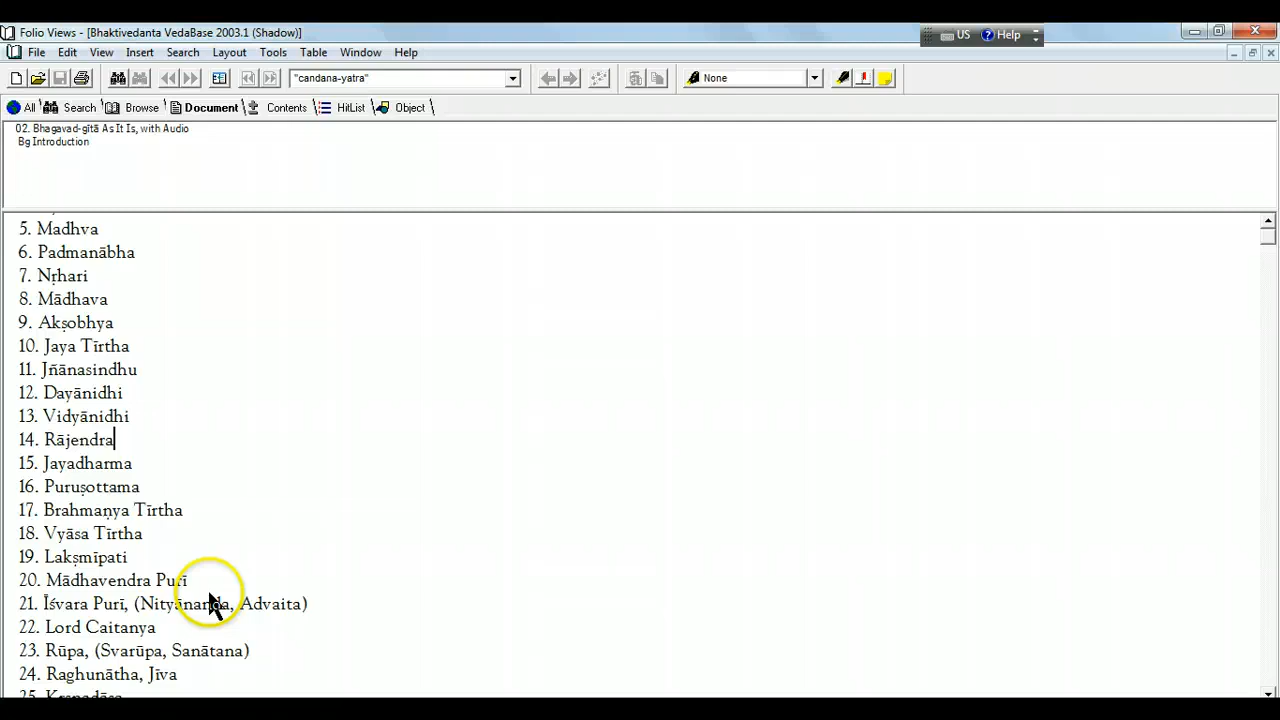 Folio Views - [Bhaktivedanta VedaBase 2003.1 (Shadow)]
US Help
File Edit View Insert Search Layout Tools Table Window Help
"candana-yatra" None
All Search Browse Document Contents HitList Object
02. Bhagavad-gītā As It Is, with Audio
Bg Introduction
5. Madhva
6. Padmanābha
7. Nṛhari
8. Mādhava
9. Akṣobhya
10. Jaya Tīrtha
11. Jñānasindhu
12. Dayānidhi
13. Vidyānidhi
14. Rājendra
15. Jayadharma
16. Puruṣottama
17. Brahmaṇya Tīrtha
18. Vyāsa Tīrtha
19. Lakṣmīpati
20. Mādhavendra Purī
21. Īśvara Purī, (Nityānanda, Advaita)
22. Lord Caitanya
23. Rūpa, (Svarūpa, Sanātana)
24. Raghunātha, Jīva
25. Kṛṣṇadāsa